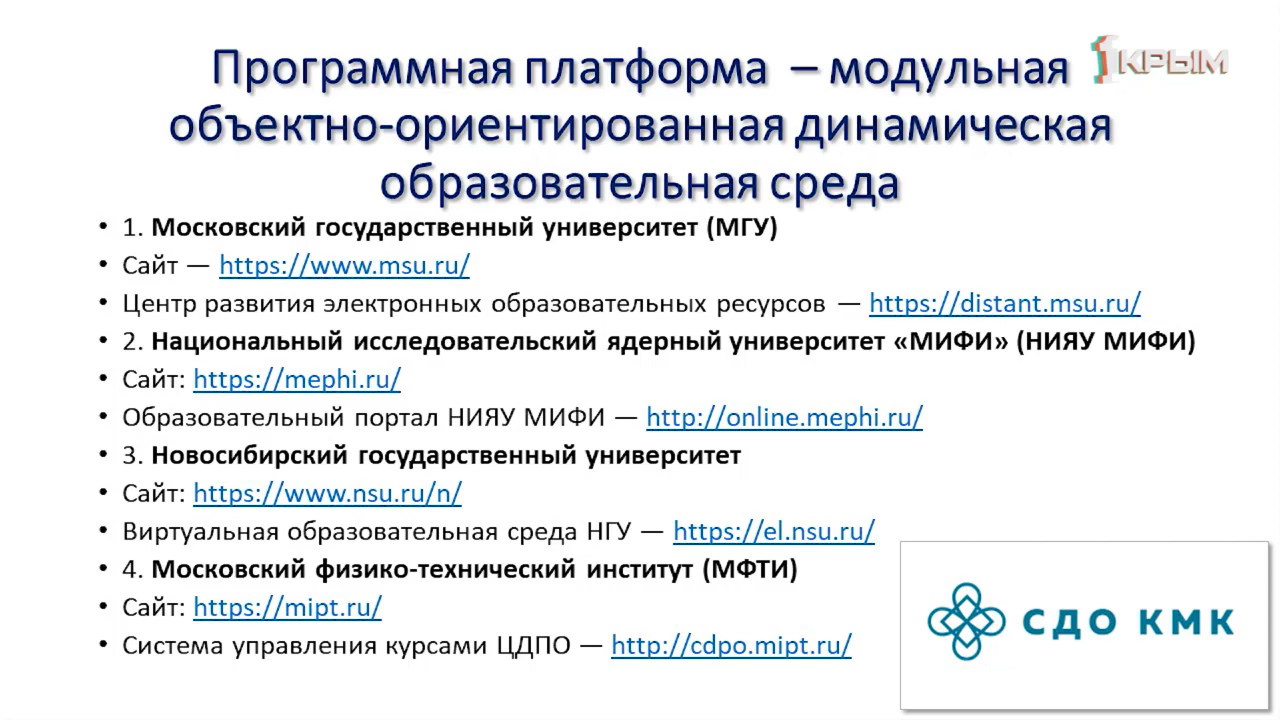 Программная платформа – модульная
1КРЫМ
объектно-ориентированная динамическая
образовательная среда
• 1. Московский государственный университет (МГУ)
• Сайт — https://www.msu.ru/
• Центр развития электронных образовательных ресурсов — https://distant.msu.ru/
• 2. Национальный исследовательский ядерный университет «МИФИ» (НИЯУ МИФИ)
• Сайт: https://mephi.ru/
• Образовательный портал НИЯУ МИФИ — http://online.mephi.ru/
• 3. Новосибирский государственный университет
• Сайт: https://www.nsu.ru/n/
• Виртуальная образовательная среда НГУ — https://el.nsu.ru/
• 4. Московский физико-технический институт (МФТИ)
• Сайт: https://mipt.ru/
• Система управления курсами ЦДПО — http://cdpo.mipt.ru/
СДО КМК